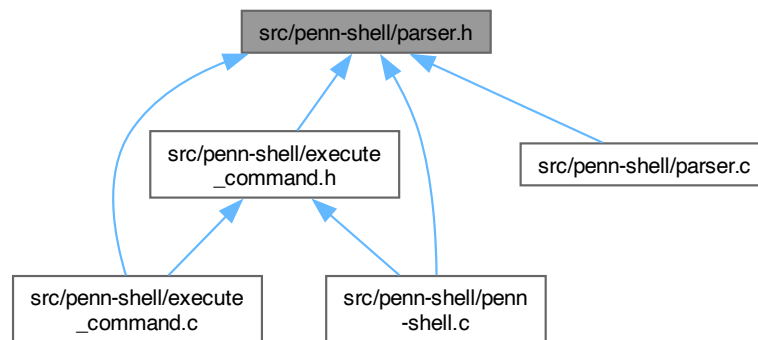 src/penn-shell/parser.h
src/penn-shell/execute
_command.h
src/penn-shell/parser.c
src/penn-shell/execute
_command.c
src/penn-shell/penn
-shell.c